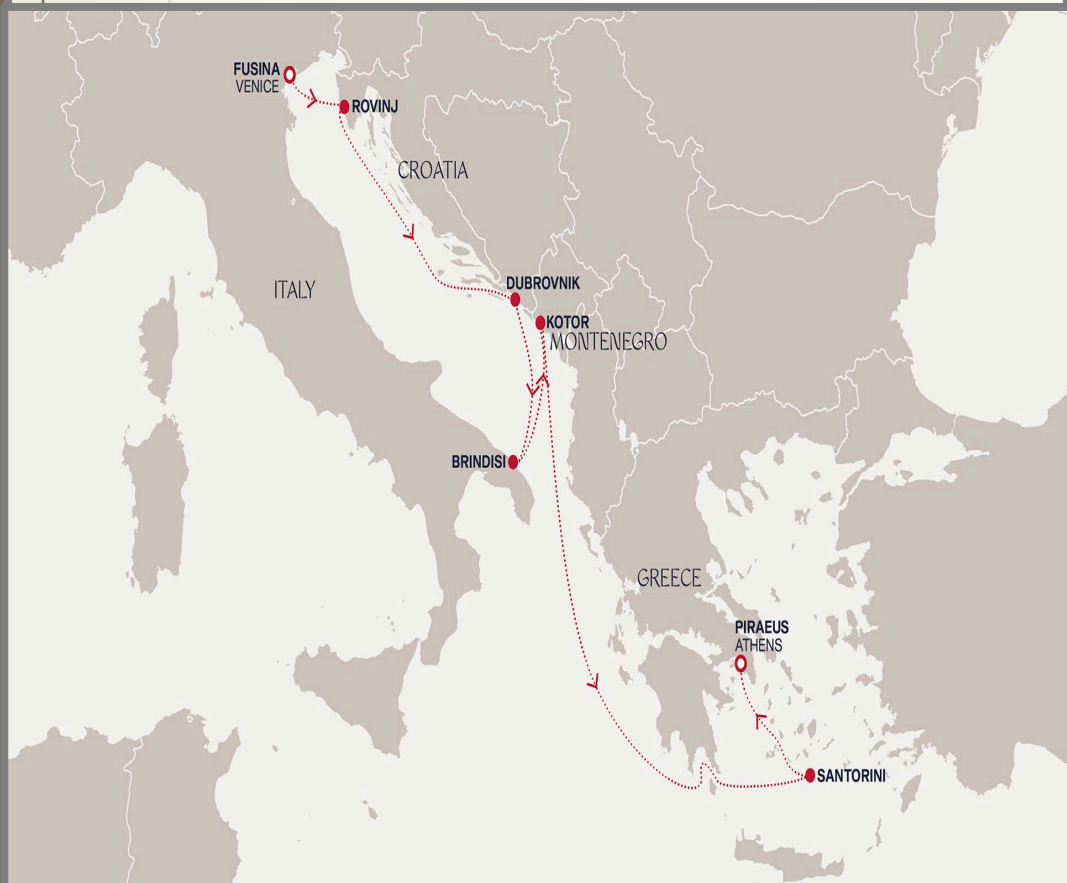 FUSINA
VENICE
ROVINJ
CROATIA
DUBROVNIK
ITALY
KOTOR
MONTENEGRO
BRINDISI
GREECE
PIRAEUS
ATHENS
SANTORINI